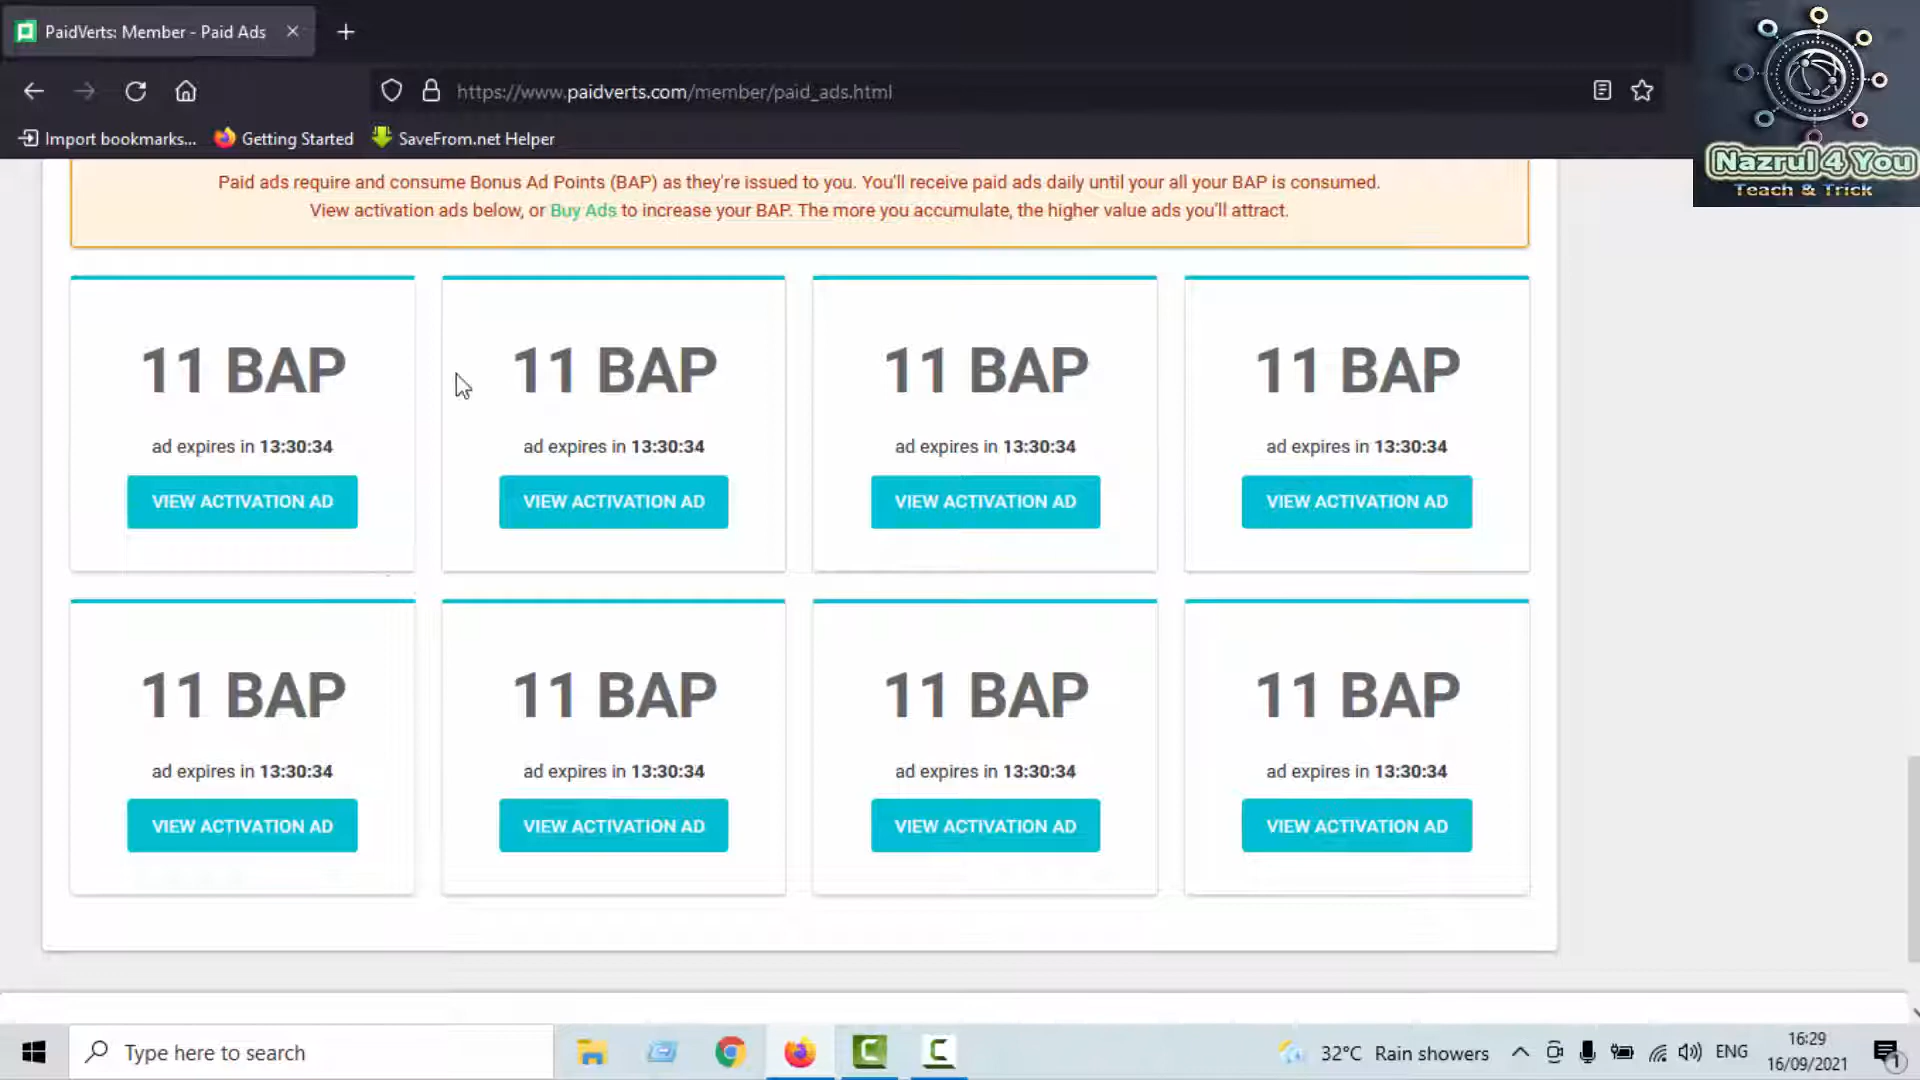 PaidVerts: Member - Paid Ads
https://www.paidverts.com/member/paid_ads.html
Import bookmarks...
Getting Started
SaveFrom.net Helper
Nazrul 4 You
Teach & Trick
Paid ads require and consume Bonus Ad Points (BAP) as they're issued to you. You'll receive paid ads daily until your all your BAP is consumed.
View activation ads below, or Buy Ads to increase your BAP. The more you accumulate, the higher value ads you'll attract.
11 BAP 11 BAP 11 BAP 11 BAP
ad expires in 13:30:34 ad expires in 13:30:34 ad expires in 13:30:34 ad expires in 13:30:34
VIEW ACTIVATION AD VIEW ACTIVATION AD VIEW ACTIVATION AD VIEW ACTIVATION AD
11 BAP 11 BAP 11 BAP 11 BAP
ad expires in 13:30:34 ad expires in 13:30:34 ad expires in 13:30:34 ad expires in 13:30:34
VIEW ACTIVATION AD VIEW ACTIVATION AD VIEW ACTIVATION AD VIEW ACTIVATION AD
Type here to search
32°C Rain showers
ENG
16:29
16/09/2021
1